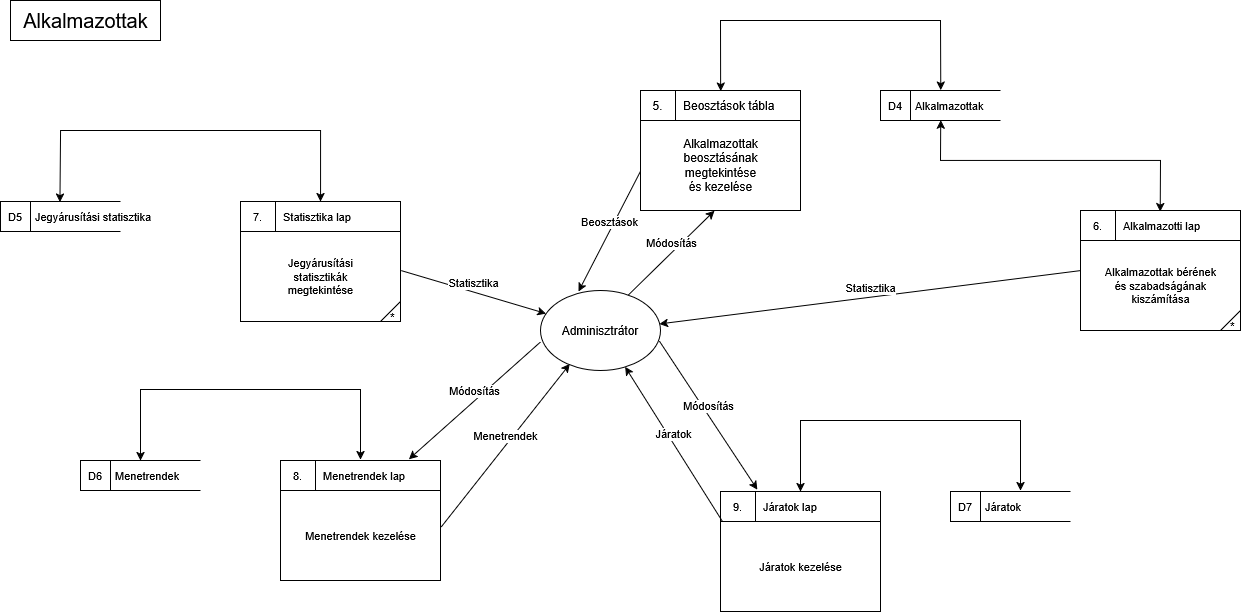 Alkalmazottak
5.
Beosztások tábla
Alkalmazottak
beosztásának
megtekintése
és kezelése
D4
Alkalmazottak
D5
Jegyárusítási statisztika
7.
Statisztika lap
Jegyárusítási
statisztikák
megtekintése
*
6.
Alkalmazotti lap
Alkalmazottak bérének
és szabadságának
kiszámítása
*
Beosztások
Módosítás
Statisztika
Statisztika
Adminisztrátor
Módosítás
Menetrendek
Módosítás
Járatok
D6
Menetrendek
8.
Menetrendek lap
Menetrendek kezelése
9.
Járatok lap
Járatok kezelése
D7
Járatok